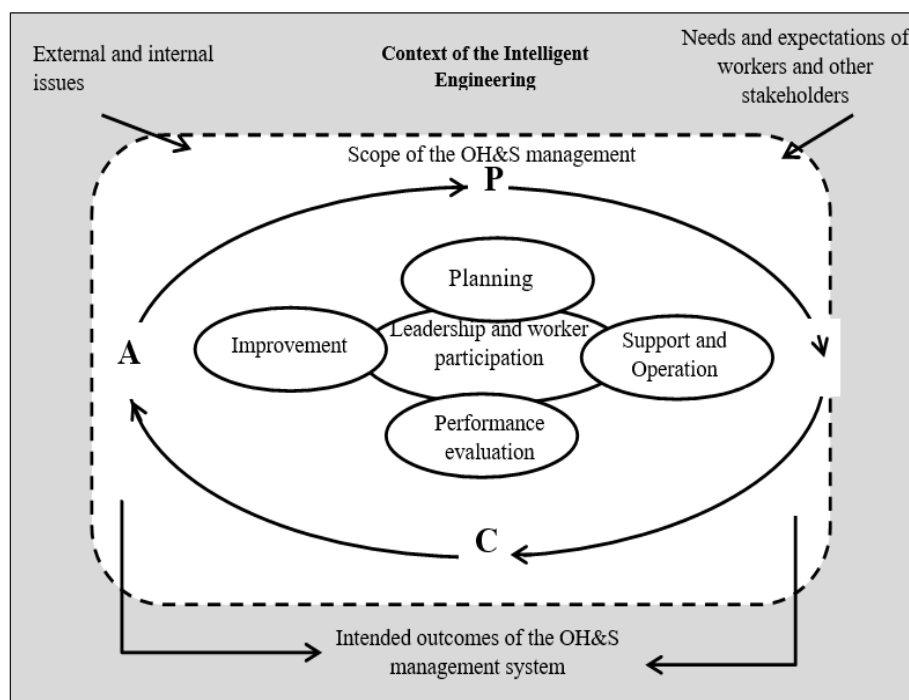 External and internal
issues
Context of the Intelligent
Engineering
Needs and expectations of
workers and other
stakeholders
Scope of the OH&S management
P
Planning
A
Improvement
Leadership and worker
participation
Support and
Operation
Performance
evaluation
C
Intended outcomes of the OH&S
management system